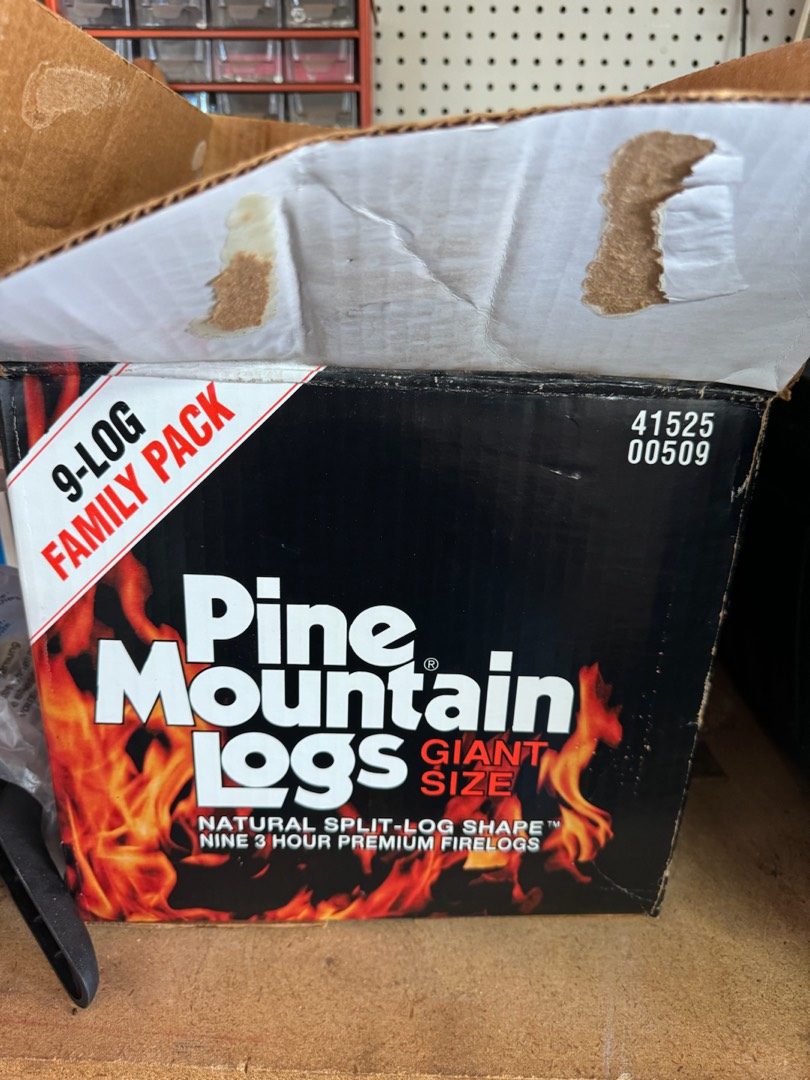 9-LOG
FAMILY PACK
41525
00509
Pine
Mountain®
Logs
GIANT
SIZE
NATURAL SPLIT-LOG SHAPE™
NINE 3 HOUR PREMIUM FIRELOGS